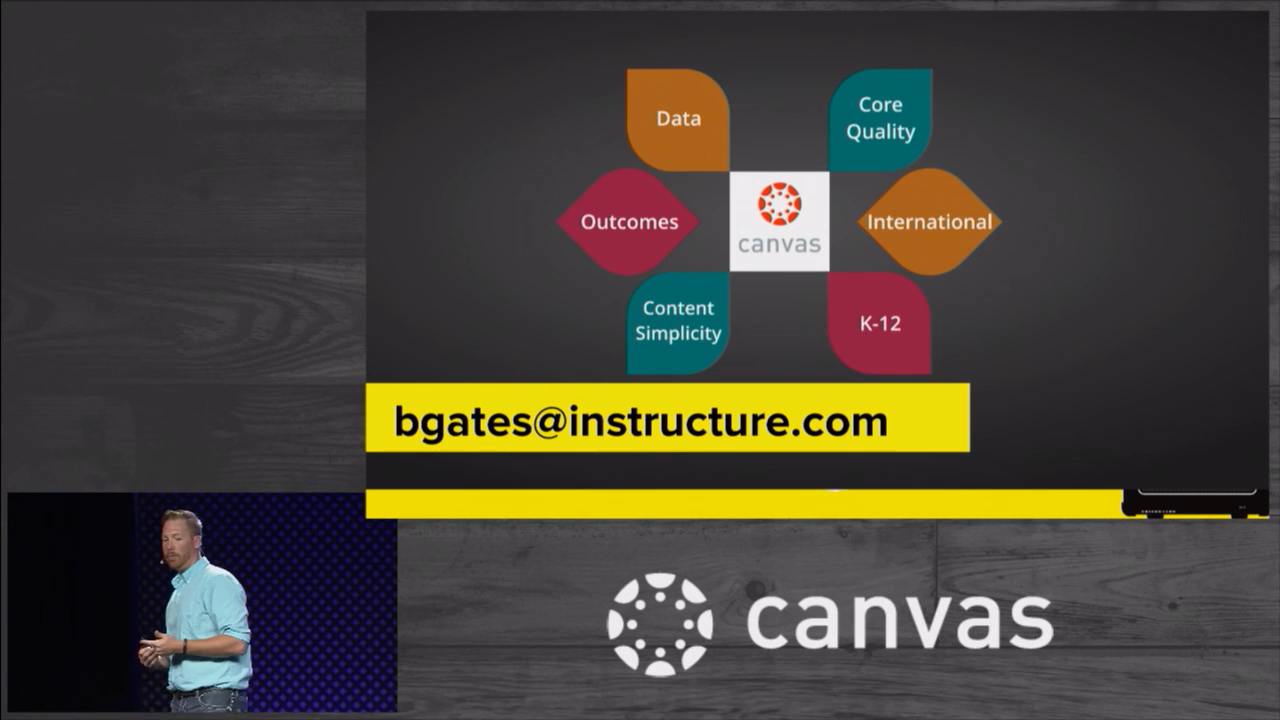 Data
Core
Quality
Outcomes
canvas
International
Content
Simplicity
K-12
bgates@instructure.com
canvas